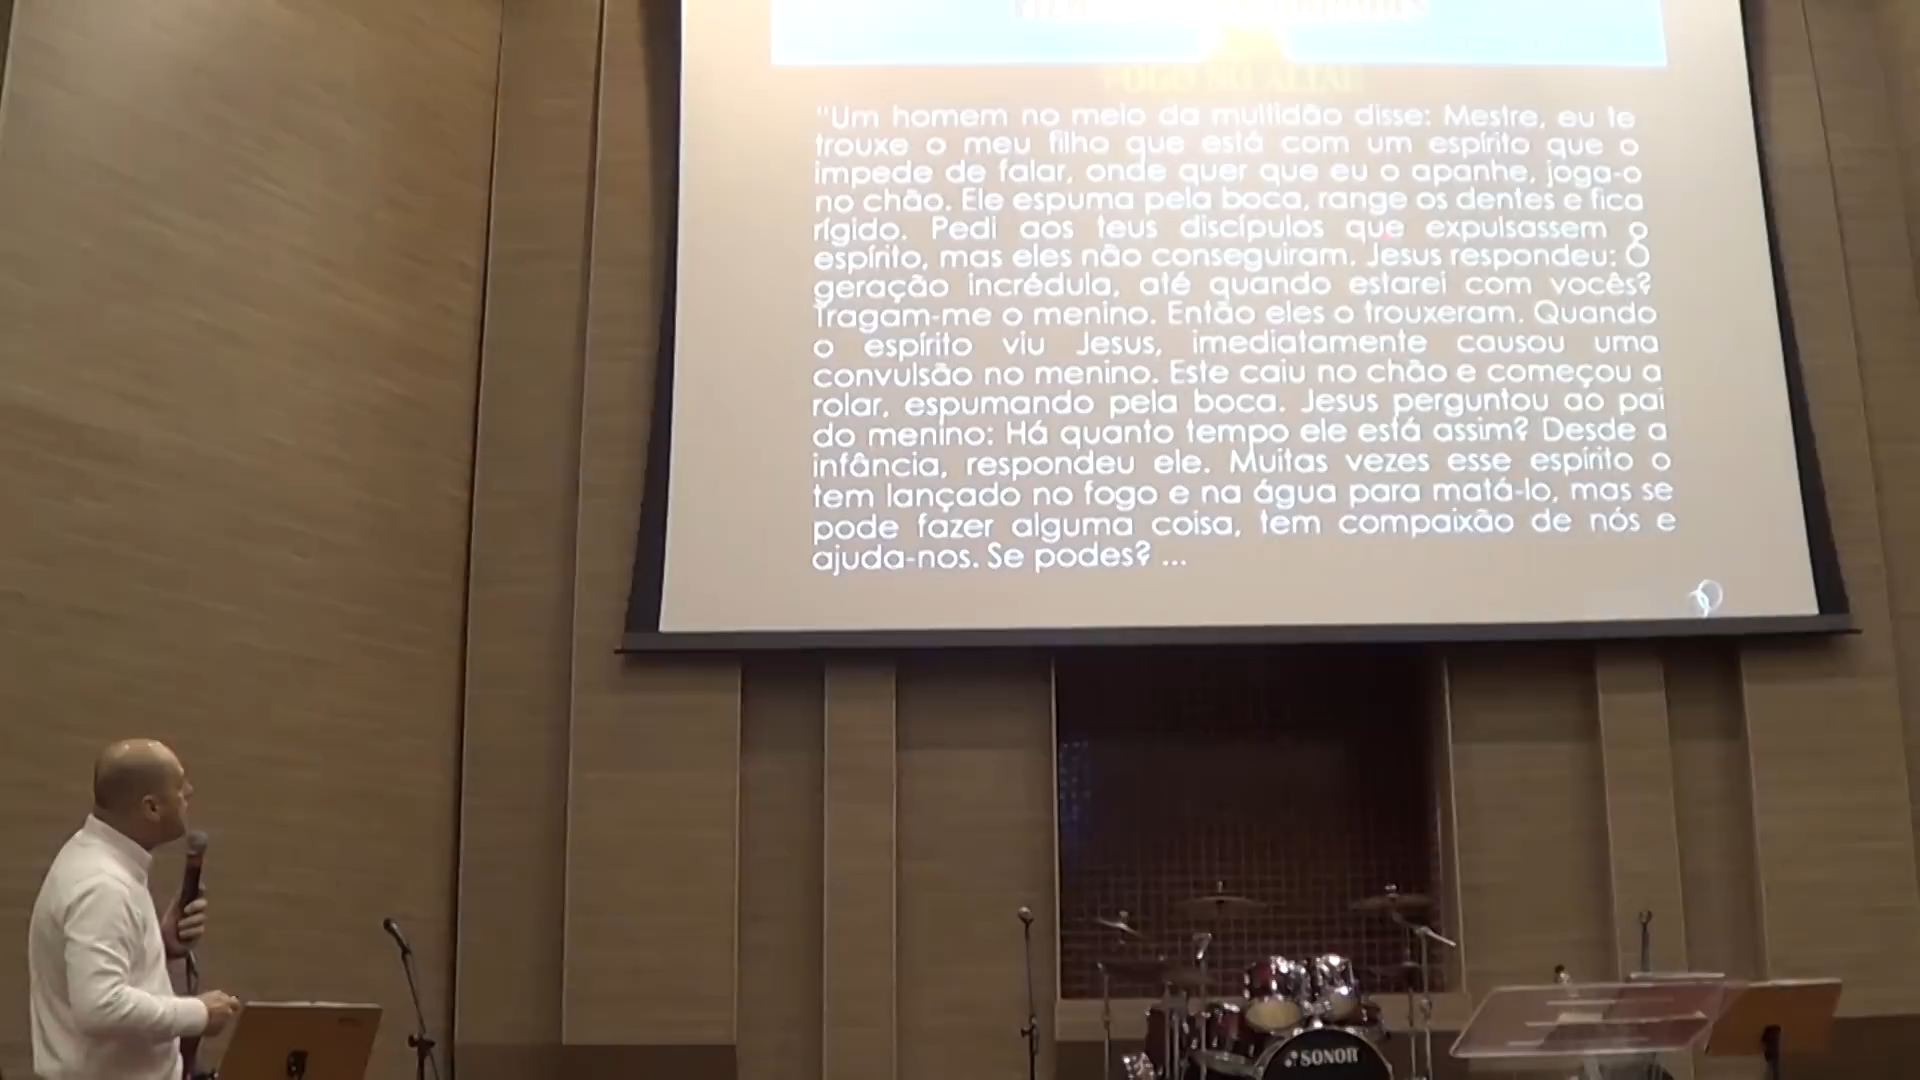 FOGO NO ALTAR
"Um homem no meio da multidão disse: Mestre, eu te
trouxe o meu filho que está com um espírito que o
impede de falar, onde quer que eu o apanhe, joga-o
no chão. Ele espuma pela boca, range os dentes e fica
rígido. Pedi aos teus discípulos que expulsassem o
espírito, mas eles não conseguiram. Jesus respondeu: Ó
geração incrédula, até quando estarei com vocês?
Tragam-me o menino. Então eles o trouxeram. Quando
o espírito viu Jesus, imediatamente causou uma
convulsão no menino. Este caiu no chão e começou a
rolar, espumando pela boca. Jesus perguntou ao pai
do menino: Há quanto tempo ele está assim? Desde a
infância, respondeu ele. Muitas vezes esse espírito o
tem lançado no fogo e na água para matá-lo, mas se
pode fazer alguma coisa, tem compaixão de nós e
ajuda-nos. Se podes? ...
SONOR